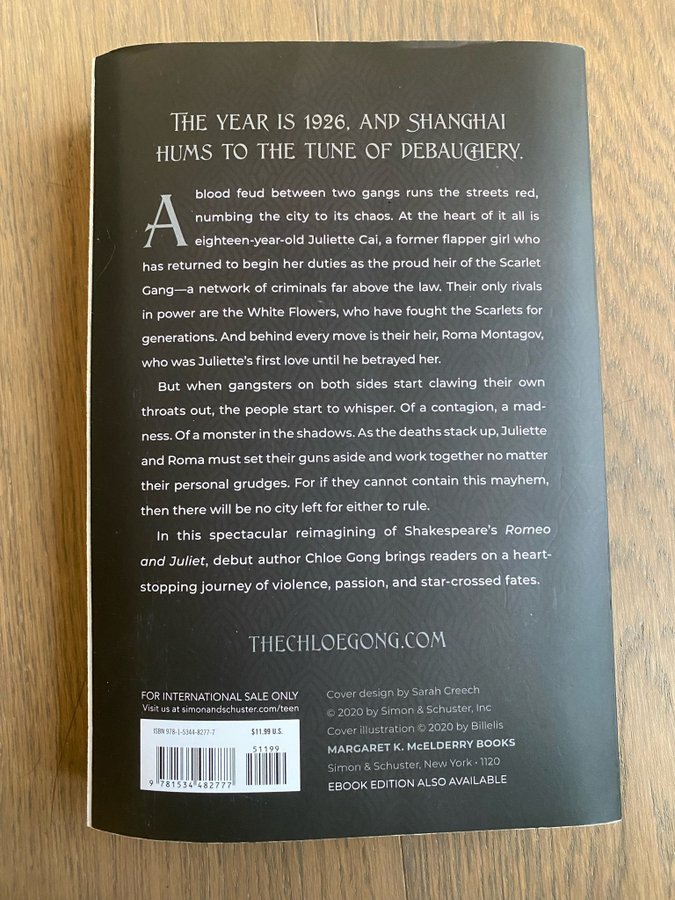 THE YEAR IS 1926, AND SHANGHAI
HUMS TO THE TUNE OF DEBAUCHERY.
A blood feud between two gangs runs the streets red,
numbing the city to its chaos. At the heart of it all is
eighteen-year-old Juliette Cai, a former flapper girl who
has returned to begin her duties as the proud heir of the Scarlet
Gang—a network of criminals far above the law. Their only rivals
in power are the White Flowers, who have fought the Scarlets for
generations. And behind every move is their heir, Roma Montagov,
who was Juliette's first love until he betrayed her.
But when gangsters on both sides start clawing their own
throats out, the people start to whisper. Of a contagion, a mad-
ness. Of a monster in the shadows. As the deaths stack up, Juliette
and Roma must set their guns aside and work together no matter
their personal grudges. For if they cannot contain this mayhem,
then there will be no city left for either to rule.
In this spectacular reimagining of Shakespeare's Romeo
and Juliet, debut author Chloe Gong brings readers on a heart-
stopping journey of violence, passion, and star-crossed fates.
THECHLOEGONG.COM
FOR INTERNATIONAL SALE ONLY
Visit us at simonandschuster.com/teen
ISBN 978-1-5344-8277-7 $11.99 U.S.
51199
9 781534 482777
Cover design by Sarah Creech
© 2020 by Simon & Schuster, Inc
Cover illustration © 2020 by Billelis
MARGARET K. McELDERRY BOOKS
Simon & Schuster, New York • 1120
EBOOK EDITION ALSO AVAILABLE